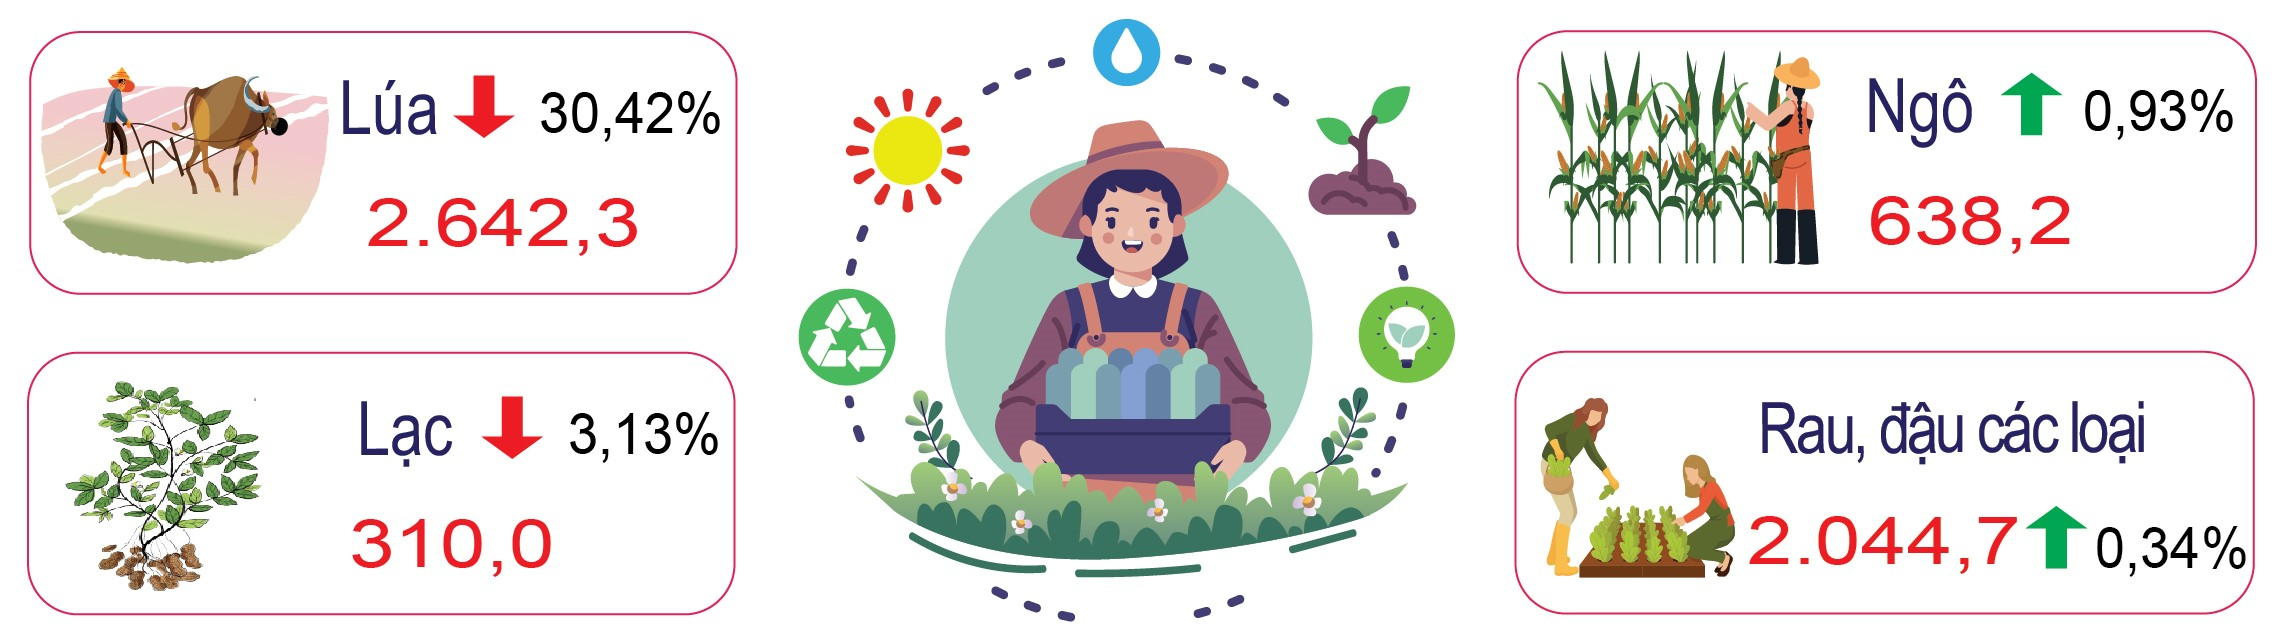 Lúa 30,42%
2.642,3
Ngô 0,93%
638,2
Lạc 3,13%
310,0
Rau, đậu các loại
2.044,7 0,34%